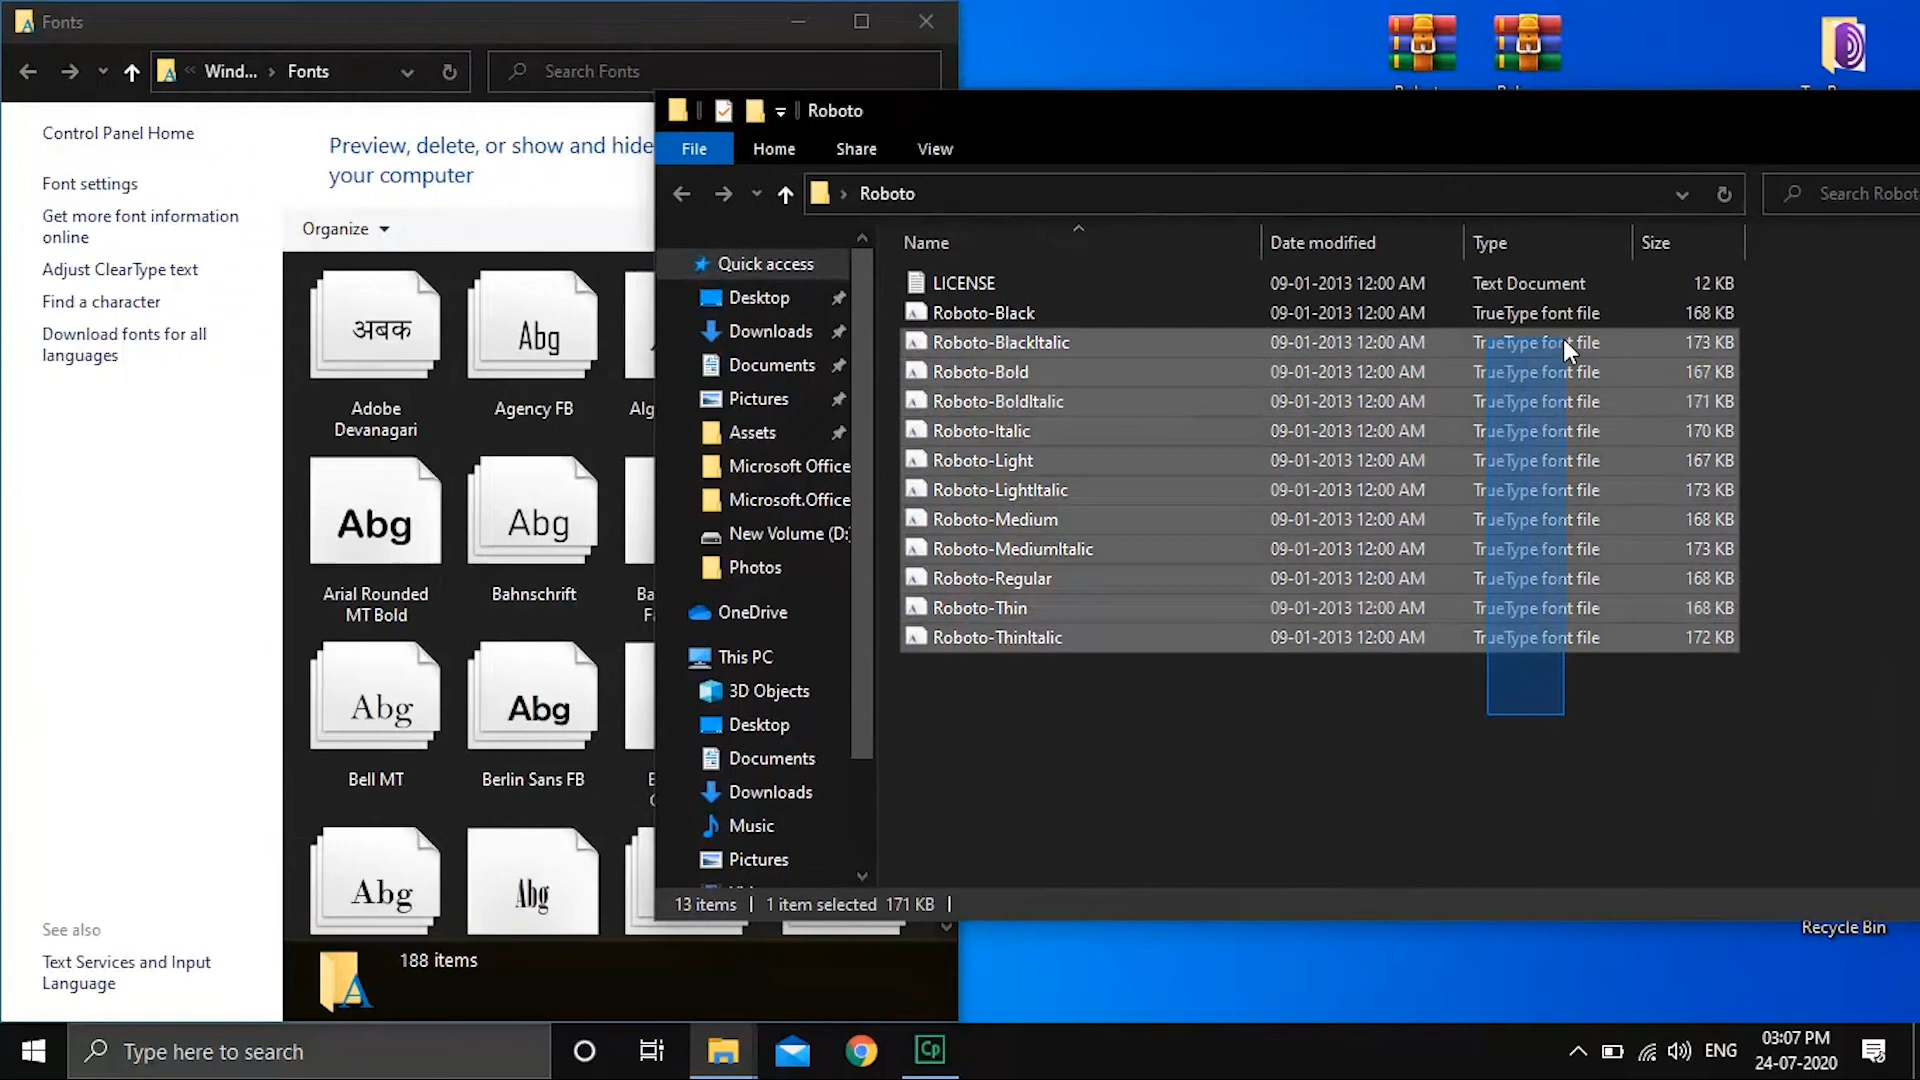 Fonts
Wind... Fonts
Search Fonts
Control Panel Home
Font settings
Get more font information
online
Adjust ClearType text
Find a character
Download fonts for all
languages
See also
Text Services and Input
Language
Preview, delete, or show and hide
your computer
Organize
अबक
Abg
Adobe
Devanagari
Agency FB
Alg
Abg
Abg
Arial Rounded
MT Bold
Bahnschrift
Abg
Abg
Bell MT
Berlin Sans FB
Abg
Abg
188 items
Roboto
File
Home
Share
View
Roboto
Search Robot
Quick access
Desktop
Downloads
Documents
Pictures
Assets
Microsoft Office
Microsoft.Office
New Volume (D:)
Photos
OneDrive
This PC
3D Objects
Desktop
Documents
Downloads
Music
Pictures
Name Date modified Type Size
LICENSE 09-01-2013 12:00 AM Text Document 12 KB
Roboto-Black 09-01-2013 12:00 AM TrueType font file 168 KB
Roboto-BlackItalic 09-01-2013 12:00 AM TrueType font file 173 KB
Roboto-Bold 09-01-2013 12:00 AM TrueType font file 167 KB
Roboto-BoldItalic 09-01-2013 12:00 AM TrueType font file 171 KB
Roboto-Italic 09-01-2013 12:00 AM TrueType font file 170 KB
Roboto-Light 09-01-2013 12:00 AM TrueType font file 167 KB
Roboto-LightItalic 09-01-2013 12:00 AM TrueType font file 173 KB
Roboto-Medium 09-01-2013 12:00 AM TrueType font file 168 KB
Roboto-MediumItalic 09-01-2013 12:00 AM TrueType font file 173 KB
Roboto-Regular 09-01-2013 12:00 AM TrueType font file 168 KB
Roboto-Thin 09-01-2013 12:00 AM TrueType font file 168 KB
Roboto-ThinItalic 09-01-2013 12:00 AM TrueType font file 172 KB
13 items 1 item selected 171 KB
Recycle Bin
Type here to search
Cp
ENG
03:07 PM
24-07-2020